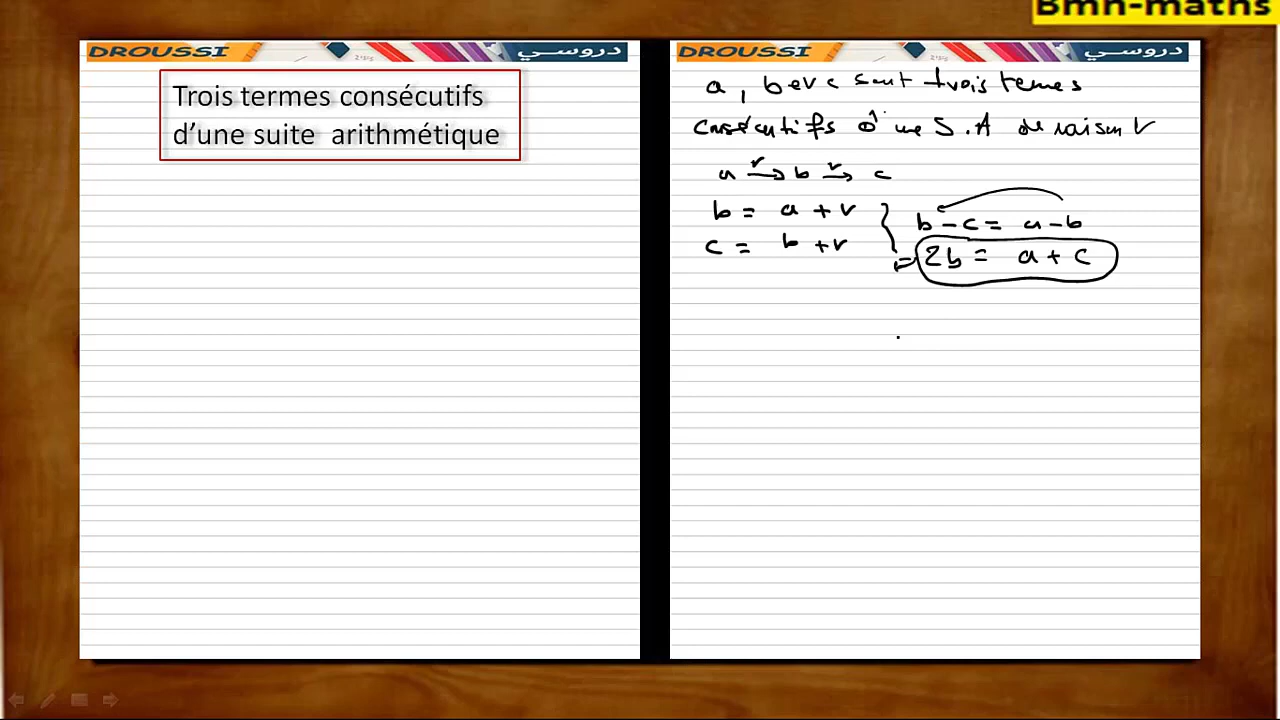 Bmh-maths
DROUSSI دروسي
Trois termes consécutifs
d'une suite arithmétique
DROUSSI دروسي
a, b et c sont trois termes
consécutifs d'une S.A de raison r
a r→ b r→ c
b = a + r
c = b + r
b - c = a - b
2b = a + c